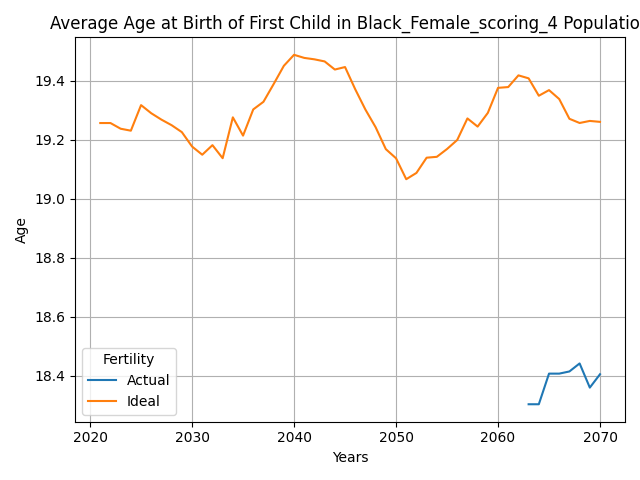 Average Age at Birth of First Child in Black_Female_scoring_4 Populatio
19.4
19.2
19.0
18.8
18.6
18.4
Age
Fertility
Actual
Ideal
2020 2030 2040 2050 2060 2070
Years